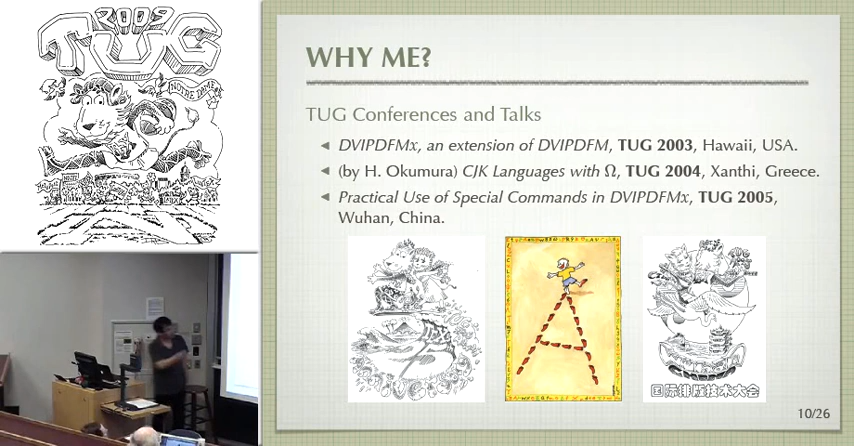 2009
TUG
NOTRE DAME
WHY ME?
TUG Conferences and Talks
DVIPDFMx, an extension of DVIPDFM, TUG 2003, Hawaii, USA.
(by H. Okumura) CJK Languages with Ω, TUG 2004, Xanthi, Greece.
Practical Use of Special Commands in DVIPDFMx, TUG 2005,
Wuhan, China.
国际排版技术大会
10/26